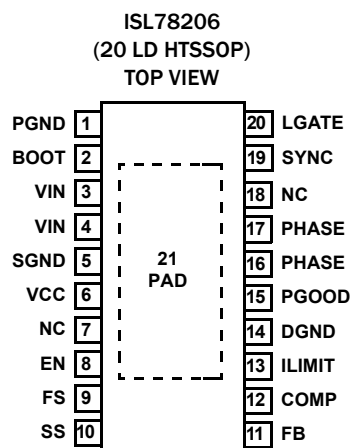 ISL78206
(20 LD HTSSOP)
TOP VIEW
PGND 1
BOOT 2
VIN 3
VIN 4
SGND 5
VCC 6
NC 7
EN 8
FS 9
SS 10
21
PAD
20 LGATE
19 SYNC
18 NC
17 PHASE
16 PHASE
15 PGOOD
14 DGND
13 ILIMIT
12 COMP
11 FB